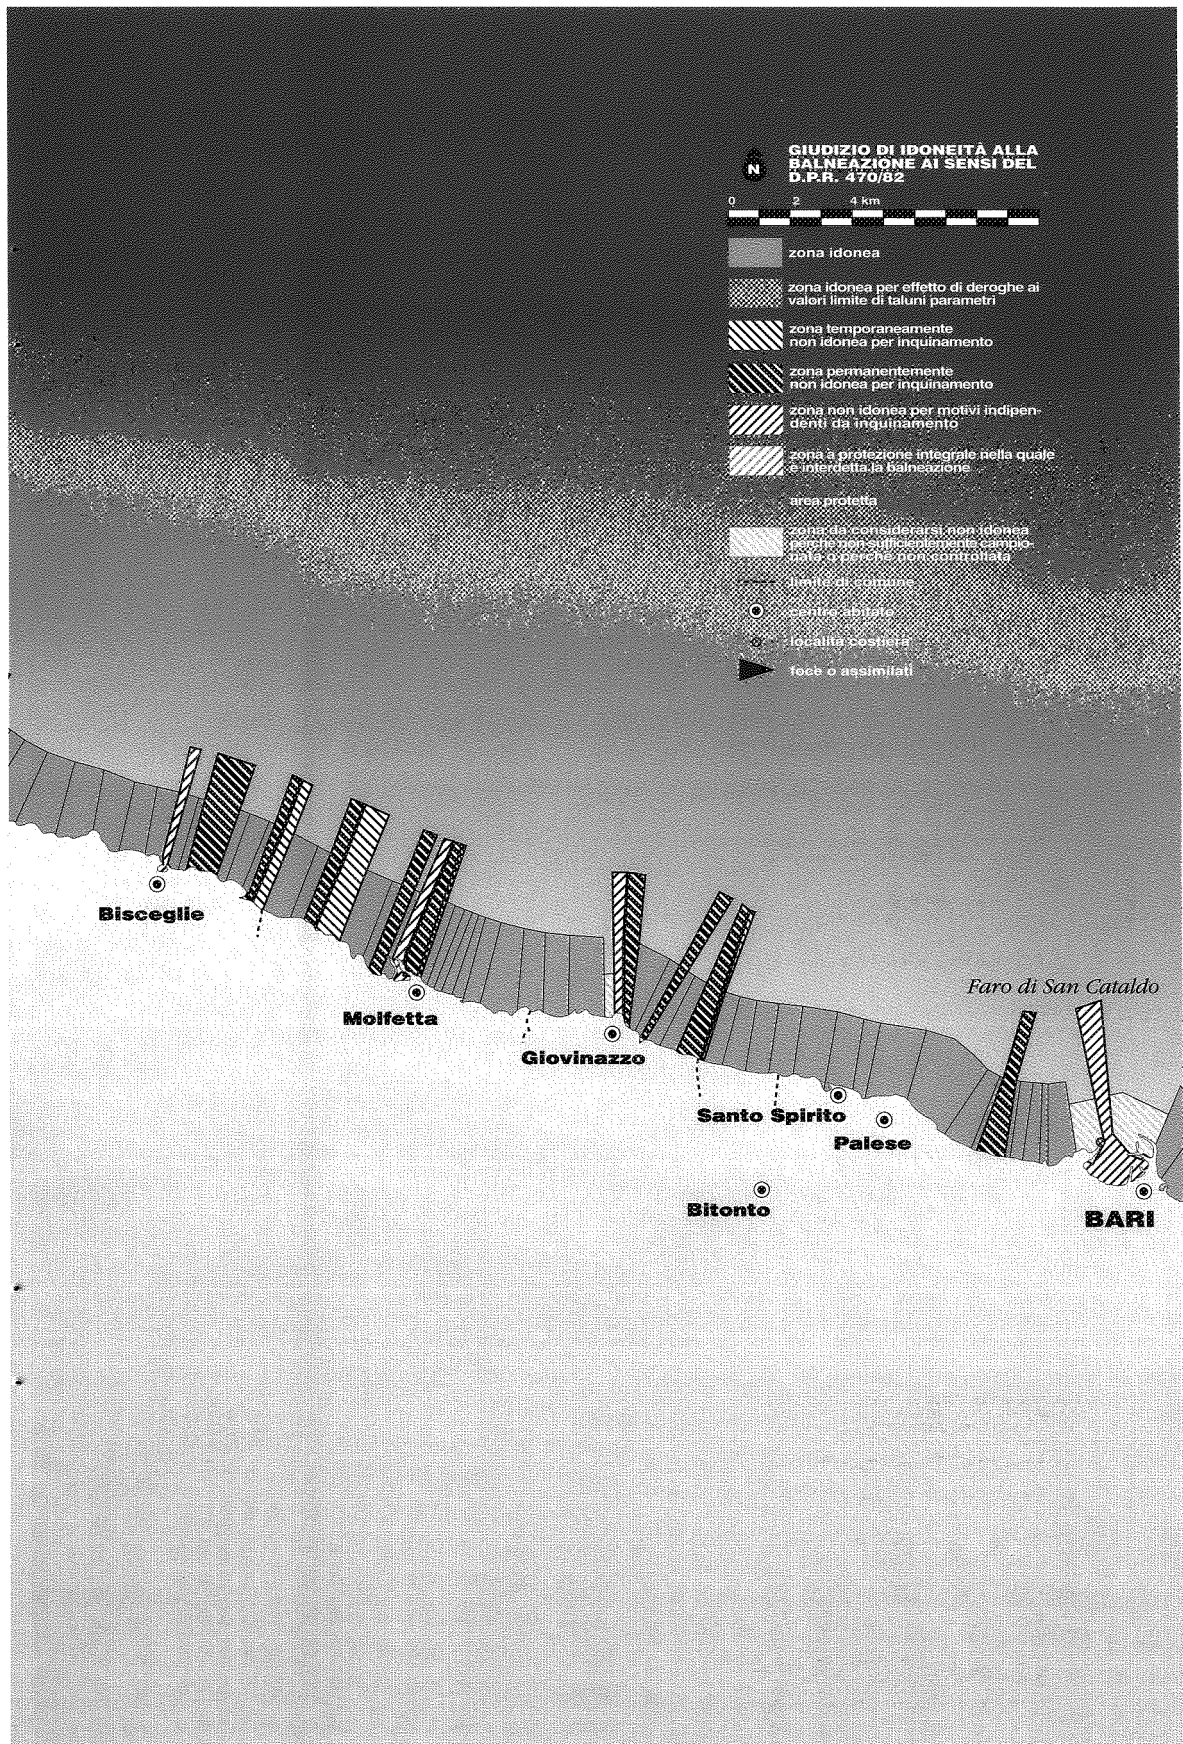 GIUDIZIO DI IDONEITÀ ALLA
BALNEAZIONE AI SENSI DEL
D.P.R. 470/82
N
0 2 4 km
zona idonea
zona idonea per effetto di deroghe ai
valori limite di taluni parametri
zona temporaneamente
non idonea per inquinamento
zona permanentemente
non idonea per inquinamento
zona non idonea per motivi indipen-
denti da inquinamento
zona a protezione integrale nella quale
è interdetta la balneazione
area protetta
zona da considerarsi non idonea
perché non sufficientemente campio-
nata o perché non controllata
limite di comune
centro abitato
località costiera
foce o assimilati
Bisceglie
Molfetta
Giovinazzo
Faro di San Cataldo
Santo Spirito
Palese
Bitonto
BARI